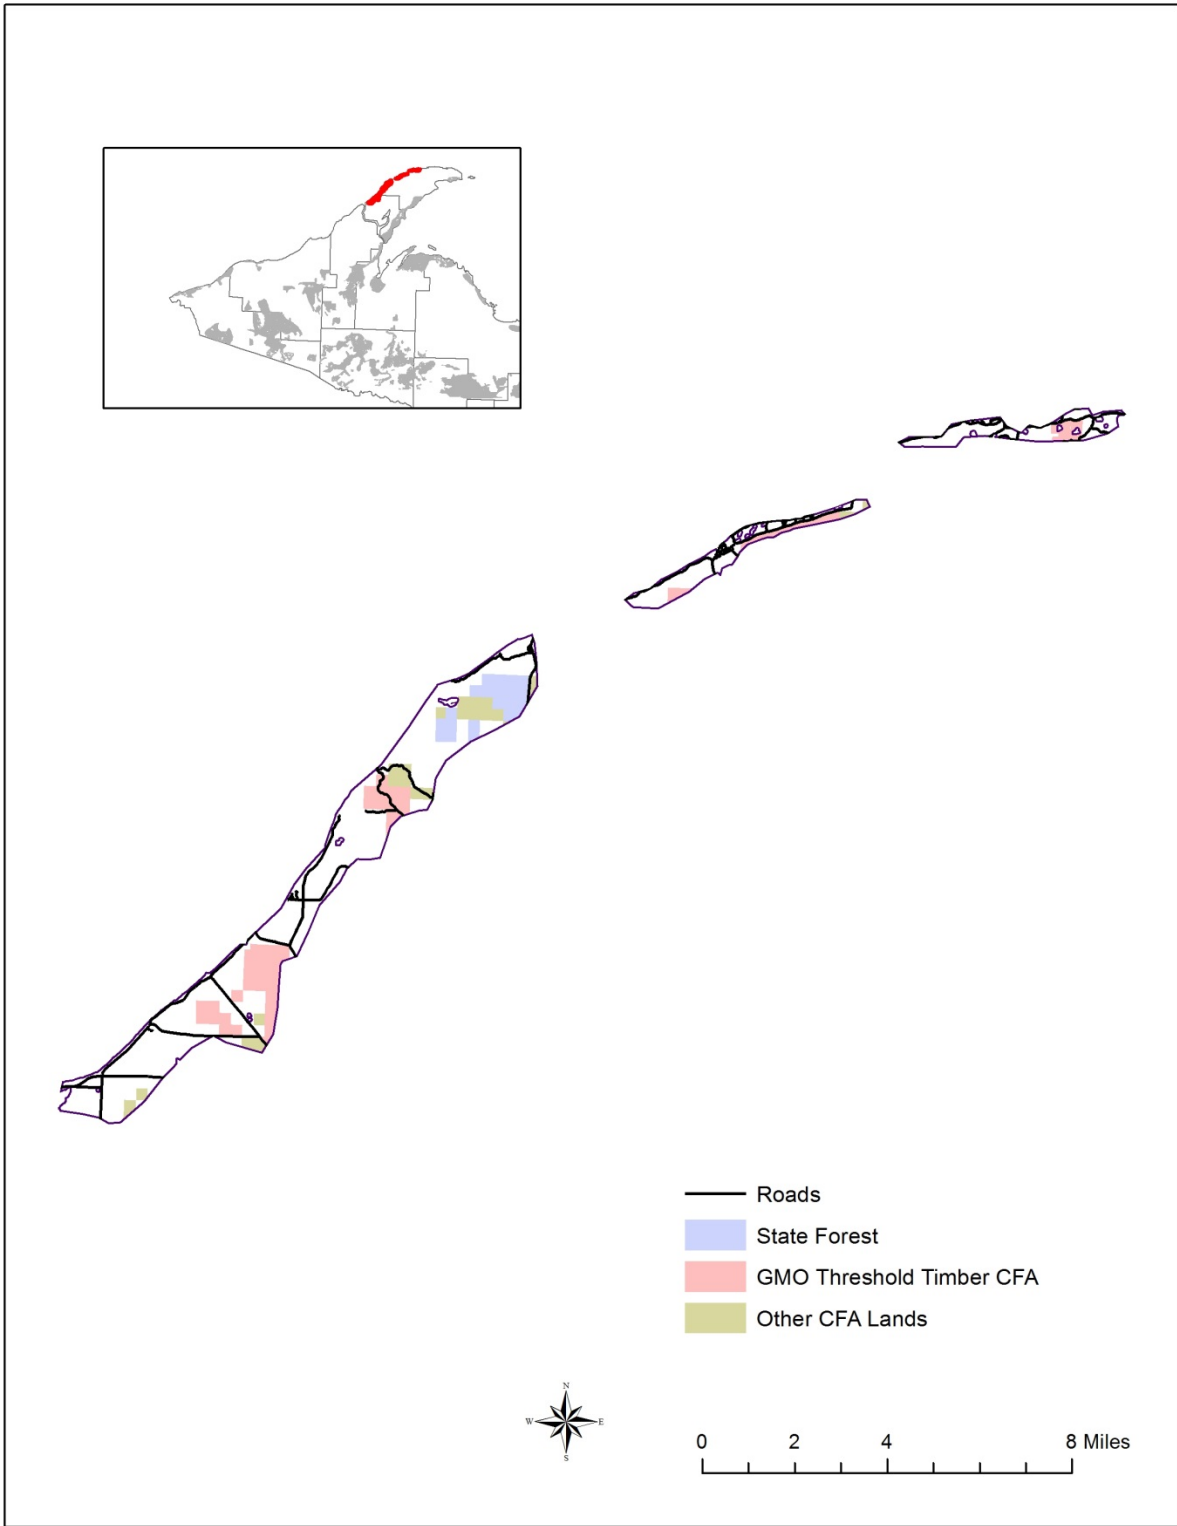 Roads
State Forest
GMO Threshold Timber CFA
Other CFA Lands
N
W E
S
0 2 4 8 Miles